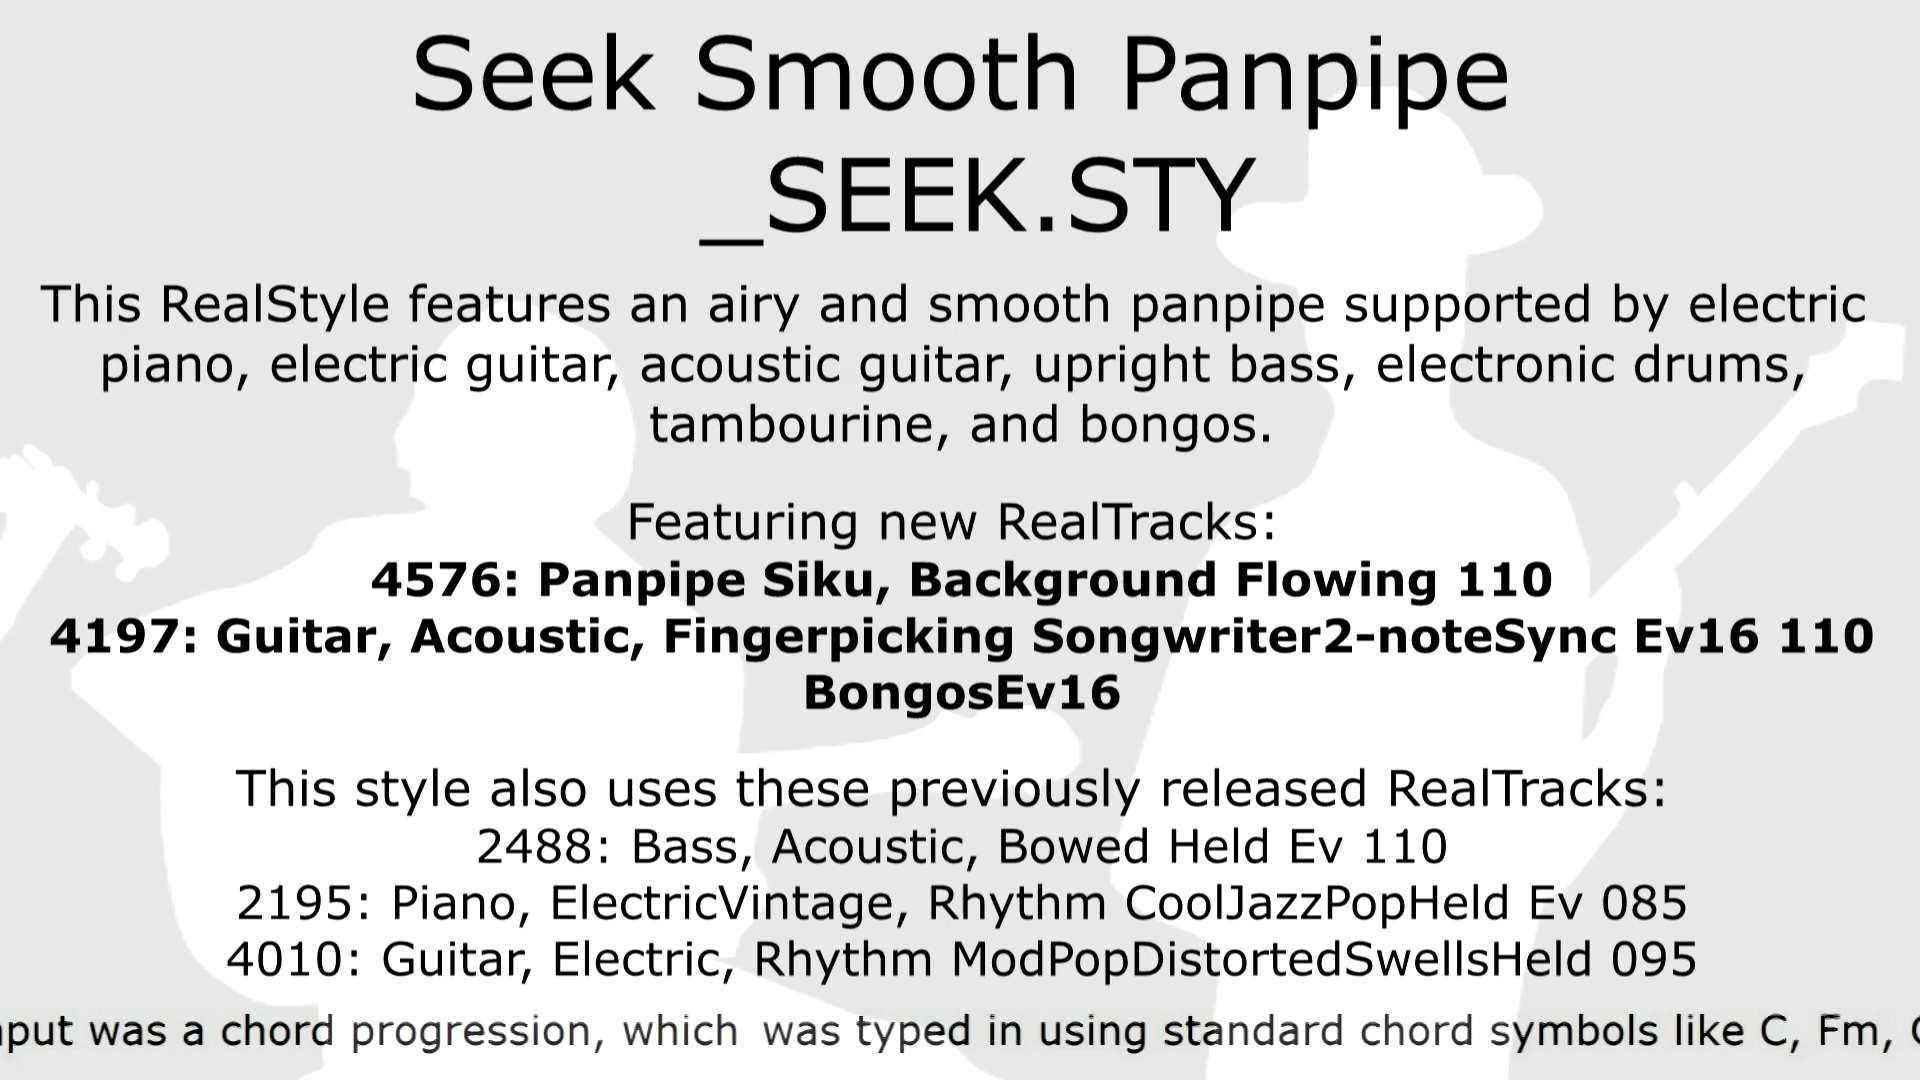 Seek Smooth Panpipe
_SEEK.STY
This RealStyle features an airy and smooth panpipe supported by electric
piano, electric guitar, acoustic guitar, upright bass, electronic drums,
tambourine, and bongos.
Featuring new RealTracks:
4576: Panpipe Siku, Background Flowing 110
4197: Guitar, Acoustic, Fingerpicking Songwriter2-noteSync Ev16 110
BongosEv16
This style also uses these previously released RealTracks:
2488: Bass, Acoustic, Bowed Held Ev 110
2195: Piano, ElectricVintage, Rhythm CoolJazzPopHeld Ev 085
4010: Guitar, Electric, Rhythm ModPopDistortedSwellsHeld 095
was a chord progression, which was typed in using standard chord symbols like C, Fm,